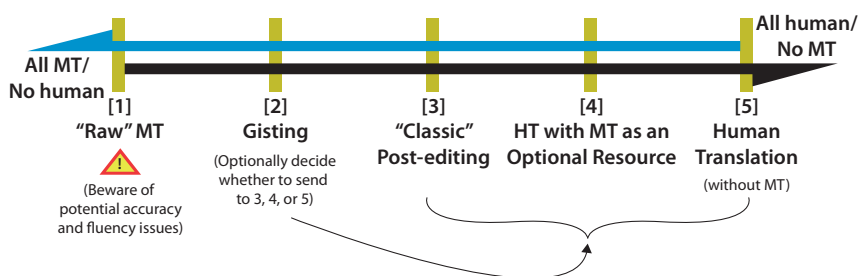 All human/
No MT
All MT/
No human
[1]
“Raw” MT
!
(Beware of
potential accuracy
and fluency issues)
[2]
Gisting
(Optionally decide
whether to send
to 3, 4, or 5)
[3]
“Classic”
Post-editing
[4]
HT with MT as an
Optional Resource
[5]
Human
Translation
(without MT)